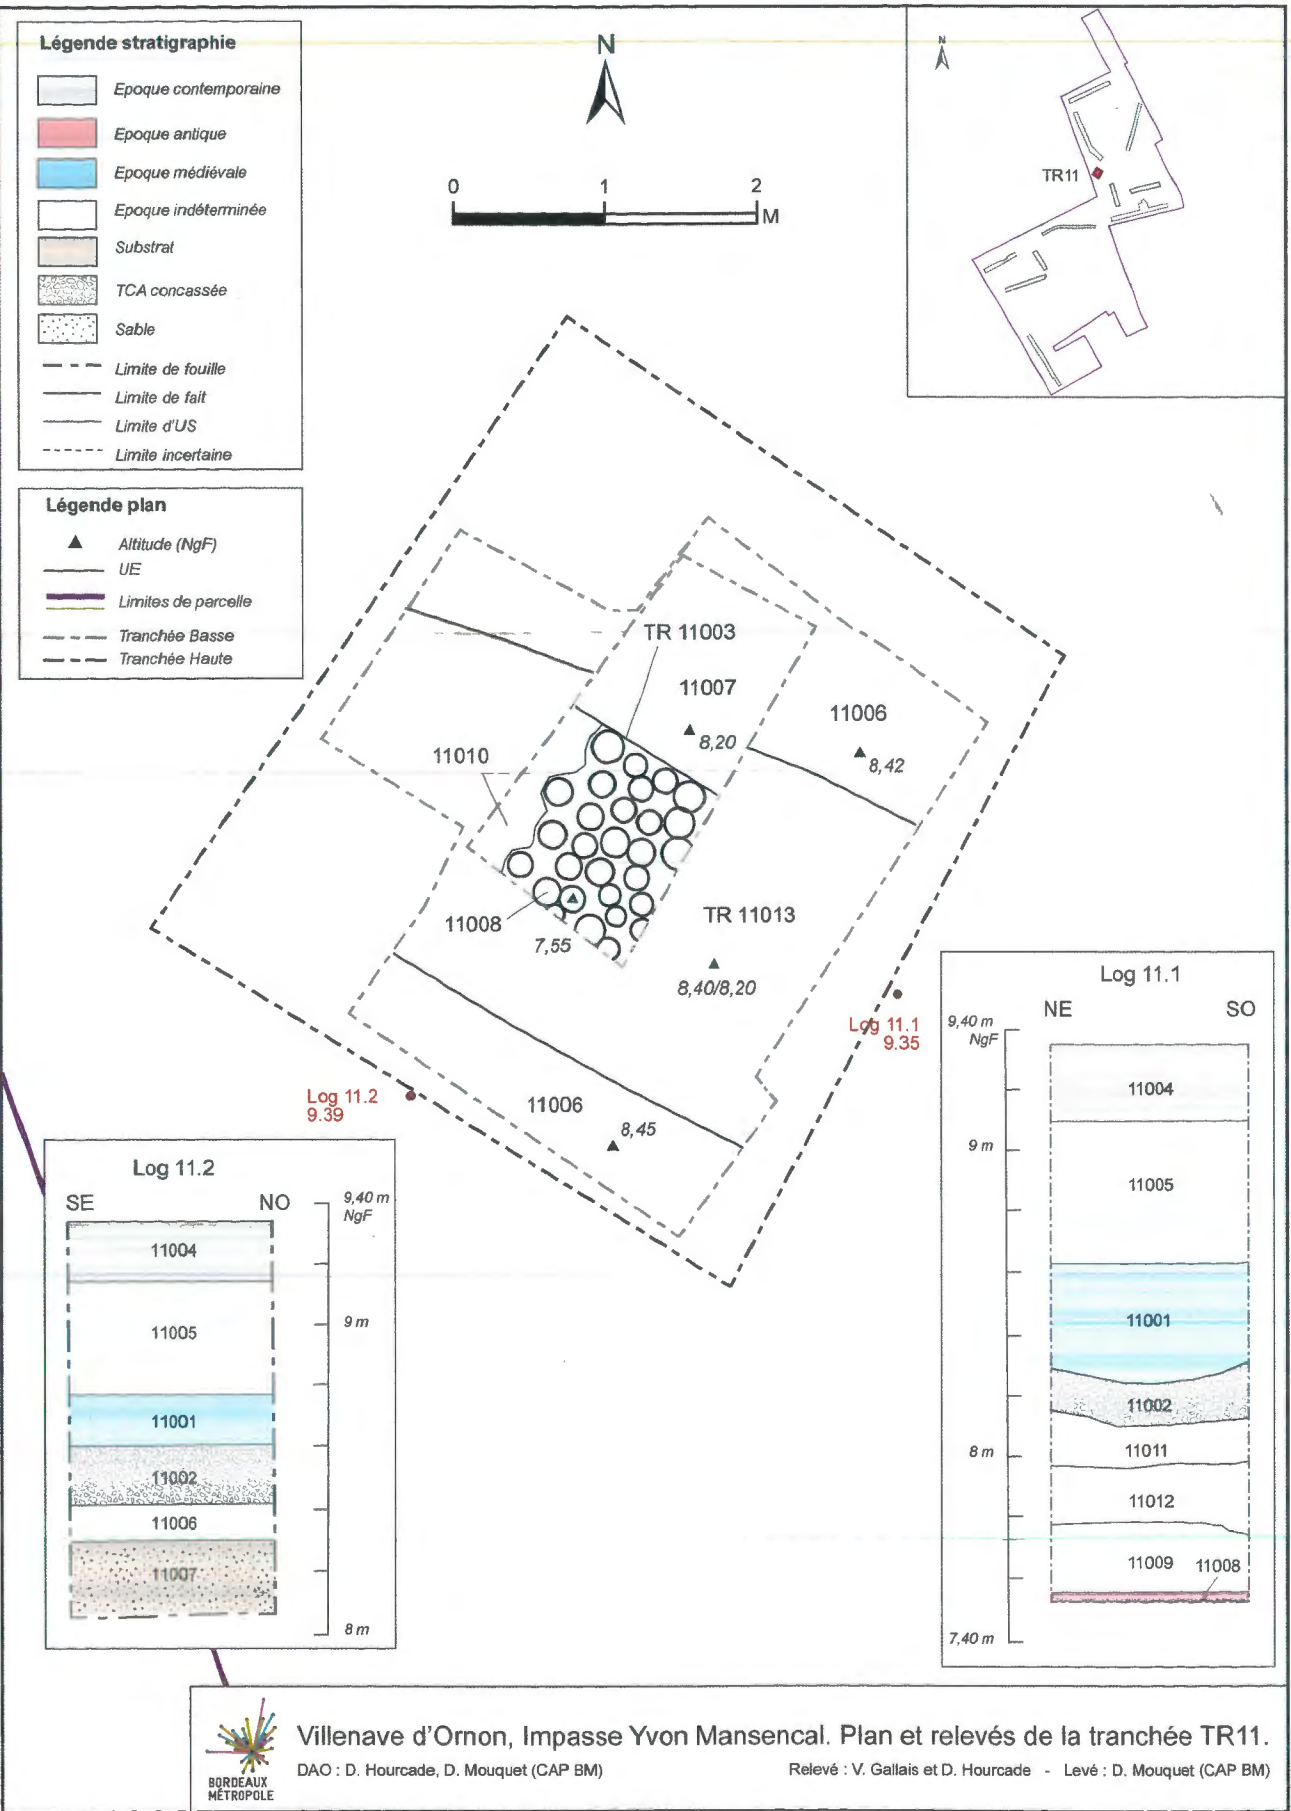 Légende stratigraphie
Epoque contemporaine
Epoque antique
Epoque médiévale
Epoque indéterminée
Substrat
TCA concassée
Sable
Limite de fouille
Limite de fait
Limite d'US
Limite incertaine
Légende plan
Altitude (NgF)
UE
Limites de parcelle
Tranchée Basse
Tranchée Haute
N
0 1 2
M
N
TR11
TR 11003
11007
8,20
11006
8,42
11010
11008
7,55
TR 11013
8,40/8,20
Log 11.1
9.35
Log 11.2
9.39
11006
8,45
Log 11.2
SE NO
9,40 m
NgF
11004
11005
9 m
11001
11002
11006
11007
8 m
Log 11.1
NE SO
9,40 m
NgF
11004
9 m
11005
11001
11002
11011
8 m
11012
11009
11008
7,40 m
BORDEAUX
MÉTROPOLE
Villenave d'Ornon, Impasse Yvon Mansencal. Plan et relevés de la tranchée TR11.
DAO : D. Hourcade, D. Mouquet (CAP BM)
Relevé : V. Gallais et D. Hourcade - Levé : D. Mouquet (CAP BM)